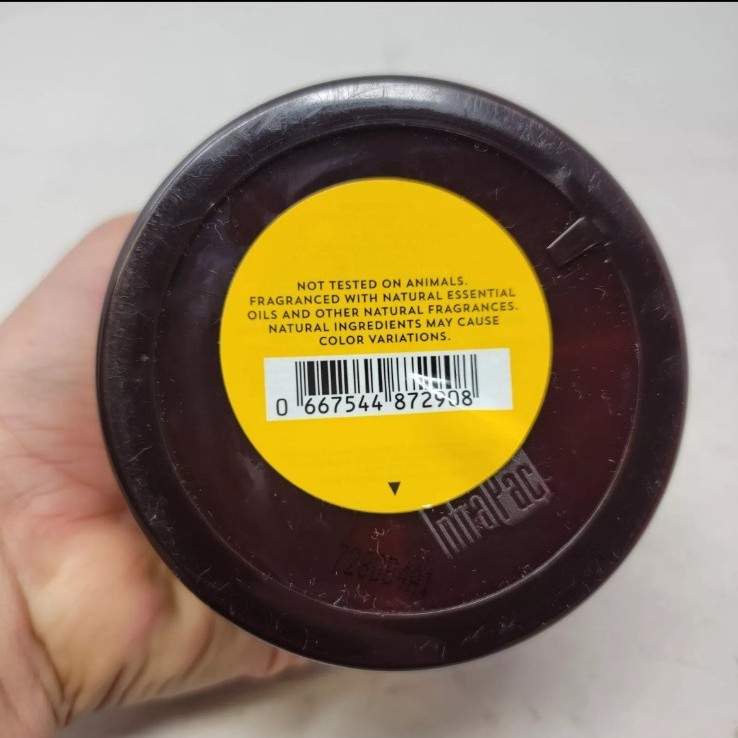 NOT TESTED ON ANIMALS.
FRAGRANCED WITH NATURAL ESSENTIAL
OILS AND OTHER NATURAL FRAGRANCES.
NATURAL INGREDIENTS MAY CAUSE
COLOR VARIATIONS.
0 667544 872908
IntraPac